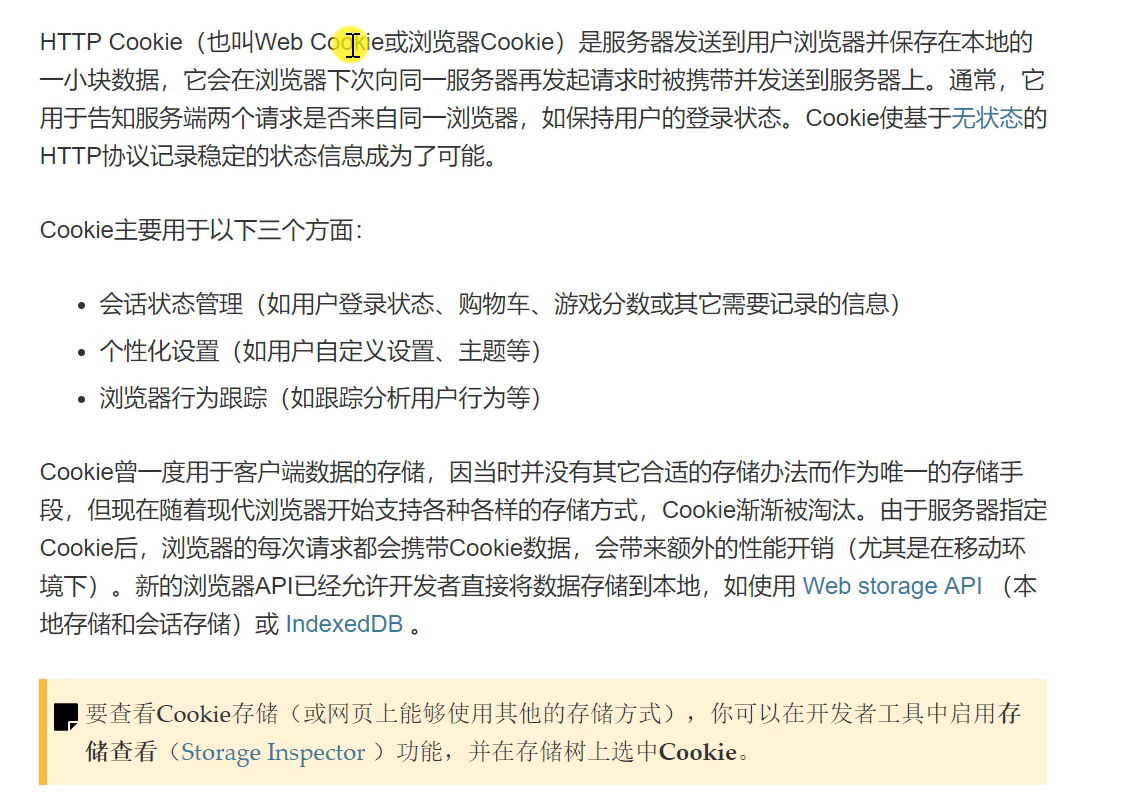 HTTP Cookie（也叫Web Cookie或浏览器Cookie）是服务器发送到用户浏览器并保存在本地的
一小块数据，它会在浏览器下次向同一服务器再发起请求时被携带并发送到服务器上。通常，它
用于告知服务端两个请求是否来自同一浏览器，如保持用户的登录状态。Cookie使基于无状态的
HTTP协议记录稳定的状态信息成为了可能。
Cookie主要用于以下三个方面：
• 会话状态管理（如用户登录状态、购物车、游戏分数或其它需要记录的信息）
• 个性化设置（如用户自定义设置、主题等）
• 浏览器行为跟踪（如跟踪分析用户行为等）
Cookie曾一度用于客户端数据的存储，因当时并没有其它合适的存储办法而作为唯一的存储手
段，但现在随着现代浏览器开始支持各种各样的存储方式，Cookie渐渐被淘汰。由于服务器指定
Cookie后，浏览器的每次请求都会携带Cookie数据，会带来额外的性能开销（尤其是在移动环
境下）。新的浏览器API已经允许开发者直接将数据存储到本地，如使用 Web storage API （本
地存储和会话存储）或 IndexedDB 。
要查看Cookie存储（或网页上能够使用其他的存储方式），你可以在开发者工具中启用存
储查看（Storage Inspector ）功能，并在存储树上选中Cookie。